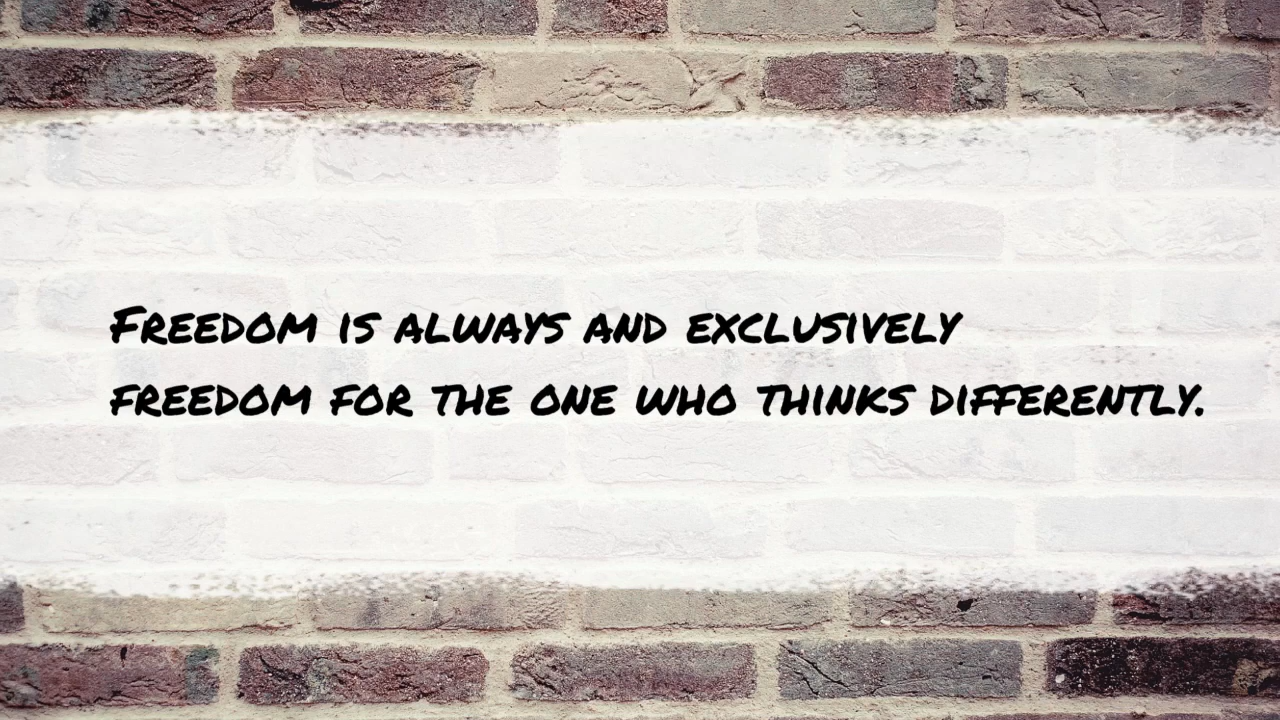 Freedom is always and exclusively
freedom for the one who thinks differently.